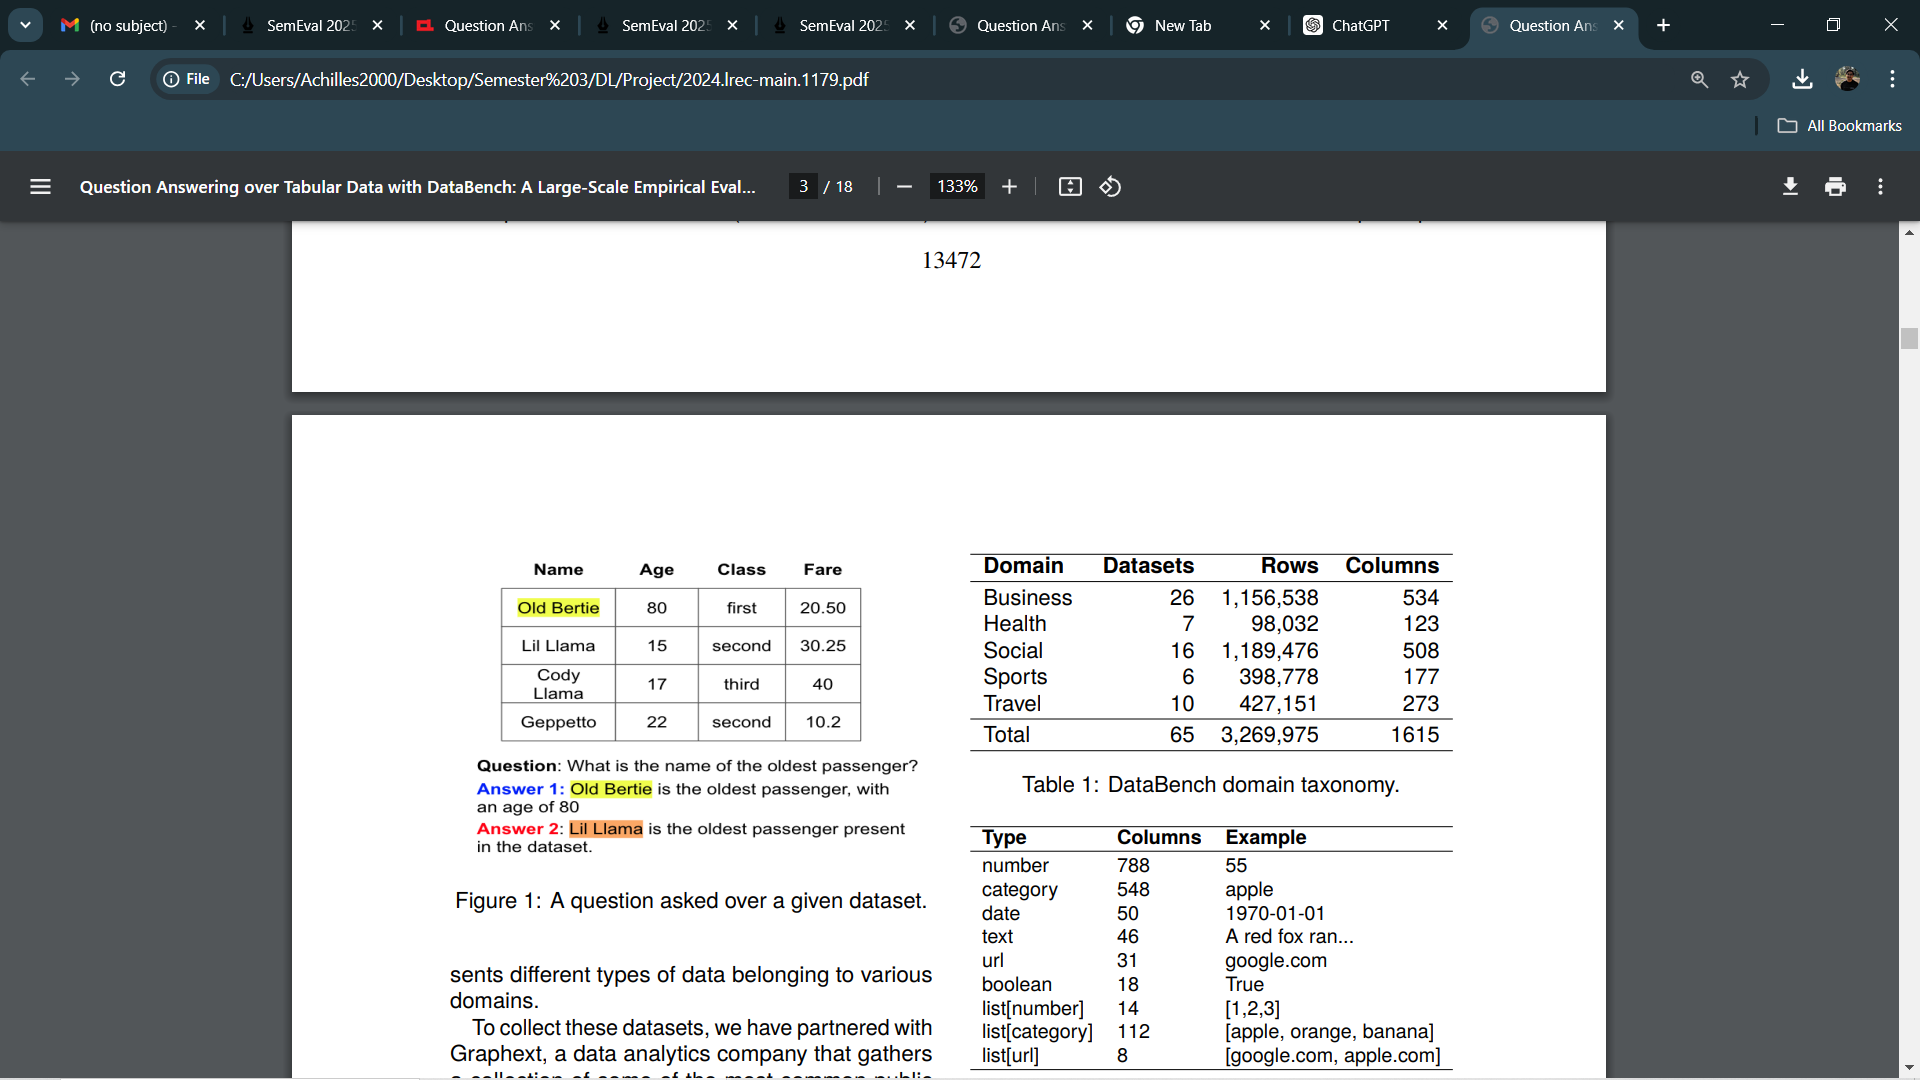 (no subject) -
SemEval 2025
Question Ans
SemEval 2025
SemEval 2025
Question Ans
New Tab
ChatGPT
Question Ans
File
C:/Users/Achilles2000/Desktop/Semester%203/DL/Project/2024.lrec-main.1179.pdf
All Bookmarks
Question Answering over Tabular Data with DataBench: A Large-Scale Empirical Eval...
3 / 18
133%
13472
Name Age Class Fare
Old Bertie 80 first 20.50
Lil Llama 15 second 30.25
Cody
Llama 17 third 40
Geppetto 22 second 10.2
Question: What is the name of the oldest passenger?
Answer 1: Old Bertie is the oldest passenger, with
an age of 80
Answer 2: Lil Llama is the oldest passenger present
in the dataset.
Figure 1: A question asked over a given dataset.
sents different types of data belonging to various
domains.
To collect these datasets, we have partnered with
Graphext, a data analytics company that gathers
Domain Datasets Rows Columns
Business 26 1,156,538 534
Health 7 98,032 123
Social 16 1,189,476 508
Sports 6 398,778 177
Travel 10 427,151 273
Total 65 3,269,975 1615
Table 1: DataBench domain taxonomy.
Type Columns Example
number 788 55
category 548 apple
date 50 1970-01-01
text 46 A red fox ran...
url 31 google.com
boolean 18 True
list[number] 14 [1,2,3]
list[category] 112 [apple, orange, banana]
list[url] 8 [google.com, apple.com]